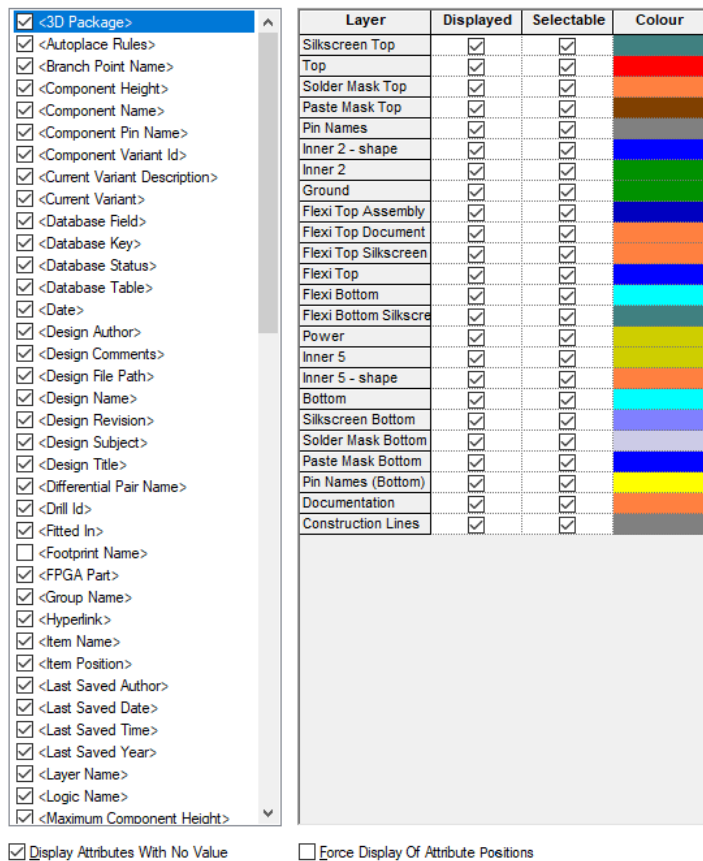 <3D Package>
<Autoplace Rules>
<Branch Point Name>
<Component Height>
<Component Name>
<Component Pin Name>
<Component Variant Id>
<Current Variant Description>
<Current Variant>
<Database Field>
<Database Key>
<Database Status>
<Database Table>
<Date>
<Design Author>
<Design Comments>
<Design File Path>
<Design Name>
<Design Revision>
<Design Subject>
<Design Title>
<Differential Pair Name>
<Drill Id>
<Fitted In>
<Footprint Name>
<FPGA Part>
<Group Name>
<Hyperlink>
<Item Name>
<Item Position>
<Last Saved Author>
<Last Saved Date>
<Last Saved Time>
<Last Saved Year>
<Layer Name>
<Logic Name>
<Maximum Component Height>
Display Attributes With No Value
Layer Displayed Selectable Colour
Silkscreen Top
Top
Solder Mask Top
Paste Mask Top
Pin Names
Inner 2 - shape
Inner 2
Ground
Flexi Top Assembly
Flexi Top Document
Flexi Top Silkscreen
Flexi Top
Flexi Bottom
Flexi Bottom Silkscre
Power
Inner 5
Inner 5 - shape
Bottom
Silkscreen Bottom
Solder Mask Bottom
Paste Mask Bottom
Pin Names (Bottom)
Documentation
Construction Lines
Force Display Of Attribute Positions